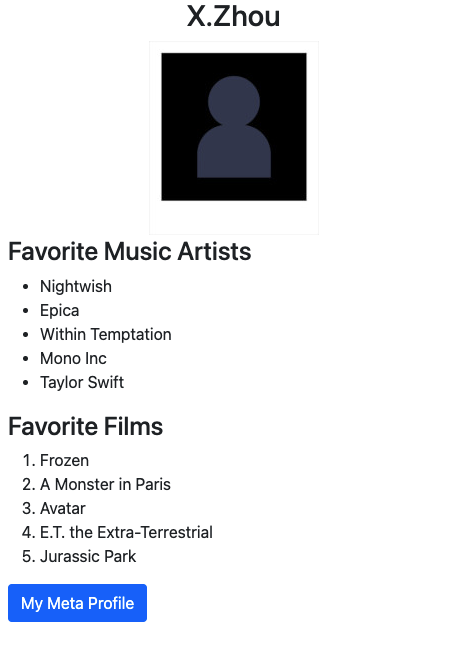 X.Zhou
Favorite Music Artists
• Nightwish
• Epica
• Within Temptation
• Mono Inc
• Taylor Swift
Favorite Films
1. Frozen
2. A Monster in Paris
3. Avatar
4. E.T. the Extra-Terrestrial
5. Jurassic Park
My Meta Profile